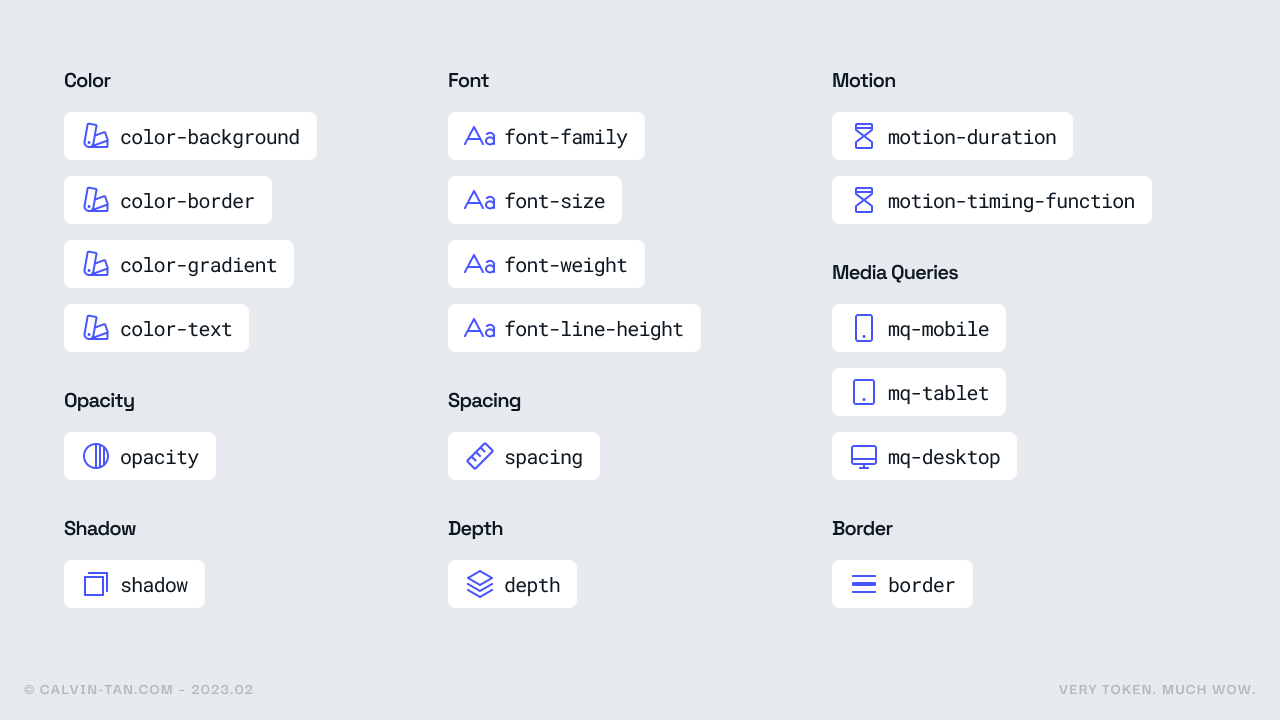 Color
color-background
color-border
color-gradient
color-text
Opacity
opacity
Shadow
shadow
Font
Aa font-family
Aa font-size
Aa font-weight
Aa font-line-height
Spacing
spacing
Depth
depth
Motion
motion-duration
motion-timing-function
Media Queries
mq-mobile
mq-tablet
mq-desktop
Border
border
© CALVIN-TAN.COM – 2023.02
VERY TOKEN. MUCH WOW.